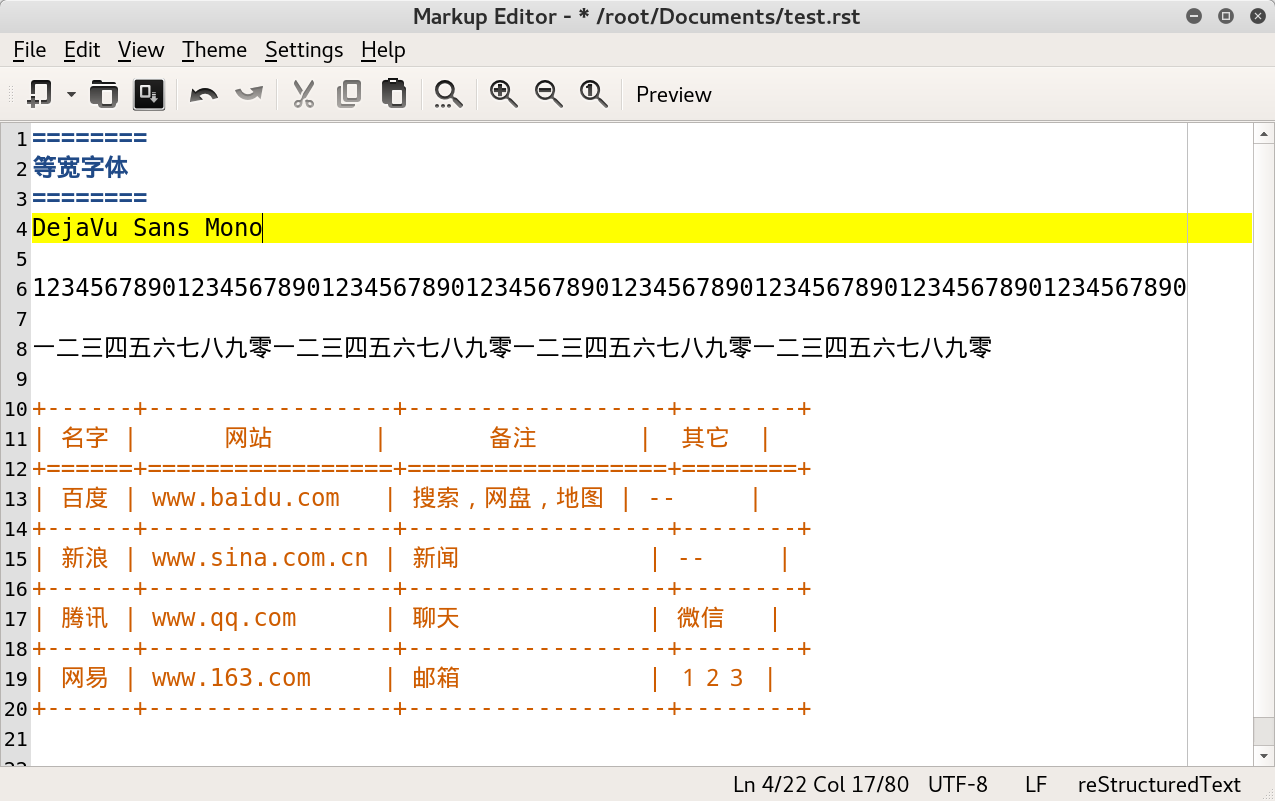 Markup Editor - * /root/Documents/test.rst
File Edit View Theme Settings Help
Preview
1 ========
2 等宽字体
3 ========
4 DejaVu Sans Mono
5
6 12345678901234567890123456789012345678901234567890123456789012345678901234567890
7
8 一二三四五六七八九零一二三四五六七八九零一二三四五六七八九零一二三四五六七八九零
9
10 +------+-----------------+------------------+--------+
11 | 名字 |      网站       |       备注       |  其它  |
12 +======+=================+==================+========+
13 | 百度 | www.baidu.com   | 搜索，网盘，地图 | --     |
14 +------+-----------------+------------------+--------+
15 | 新浪 | www.sina.com.cn | 新闻             | --     |
16 +------+-----------------+------------------+--------+
17 | 腾讯 | www.qq.com      | 聊天             | 微信   |
18 +------+-----------------+------------------+--------+
19 | 网易 | www.163.com     | 邮箱             | １２３ |
20 +------+-----------------+------------------+--------+
21
Ln 4/22 Col 17/80 UTF-8 LF reStructuredText